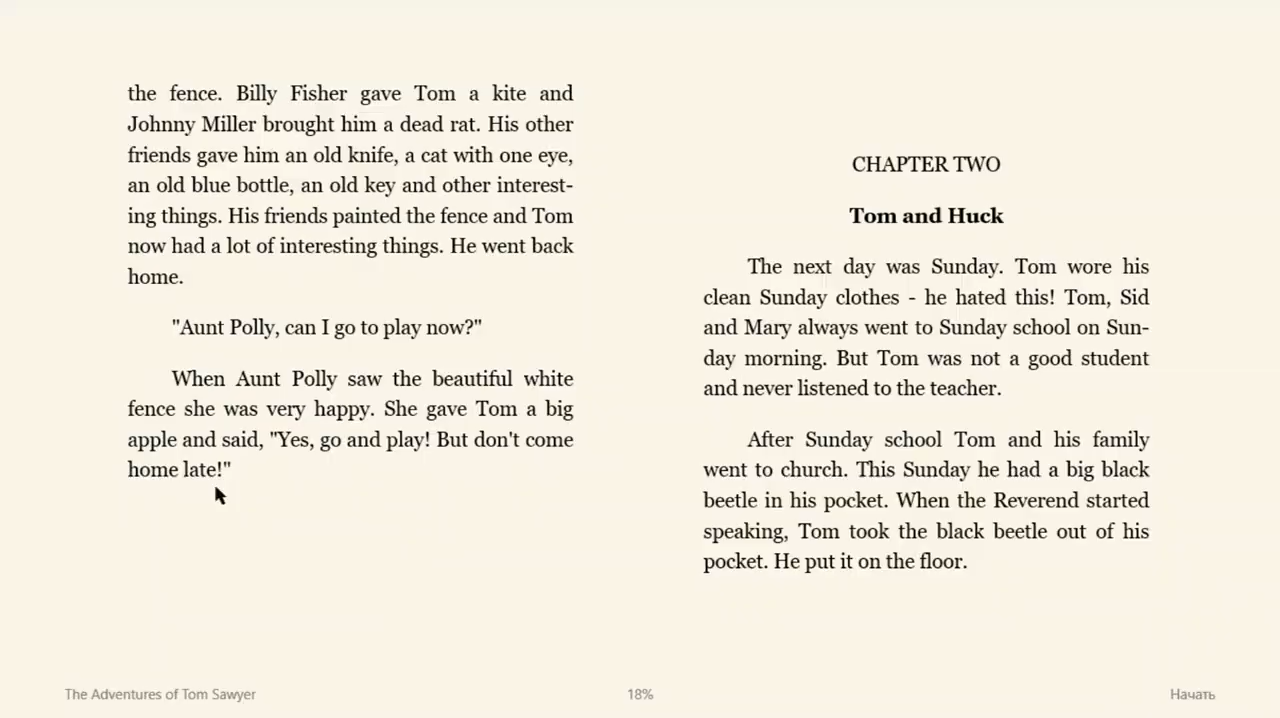 the fence. Billy Fisher gave Tom a kite and
Johnny Miller brought him a dead rat. His other
friends gave him an old knife, a cat with one eye,
an old blue bottle, an old key and other interest-
ing things. His friends painted the fence and Tom
now had a lot of interesting things. He went back
home.
"Aunt Polly, can I go to play now?"
When Aunt Polly saw the beautiful white
fence she was very happy. She gave Tom a big
apple and said, "Yes, go and play! But don't come
home late!"
CHAPTER TWO
Tom and Huck
The next day was Sunday. Tom wore his
clean Sunday clothes - he hated this! Tom, Sid
and Mary always went to Sunday school on Sun-
day morning. But Tom was not a good student
and never listened to the teacher.
After Sunday school Tom and his family
went to church. This Sunday he had a big black
beetle in his pocket. When the Reverend started
speaking, Tom took the black beetle out of his
pocket. He put it on the floor.
The Adventures of Tom Sawyer
18%
Начать